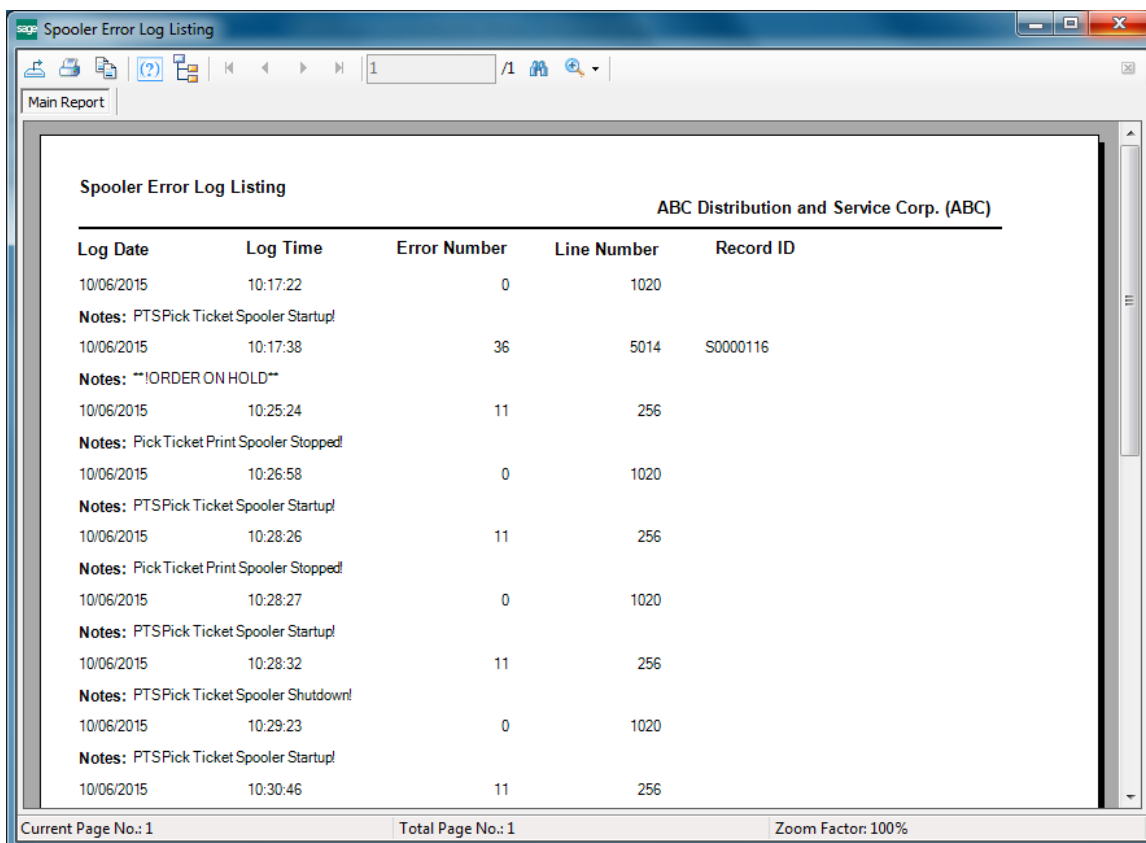 sage Spooler Error Log Listing
1 /1
Main Report
Spooler Error Log Listing
ABC Distribution and Service Corp. (ABC)
Log Date Log Time Error Number Line Number Record ID
10/06/2015 10:17:22 0 1020
Notes: PTSPick Ticket Spooler Startup!
10/06/2015 10:17:38 36 5014 S0000116
Notes: **!ORDER ON HOLD**
10/06/2015 10:25:24 11 256
Notes: Pick Ticket Print Spooler Stopped!
10/06/2015 10:26:58 0 1020
Notes: PTSPick Ticket Spooler Startup!
10/06/2015 10:28:26 11 256
Notes: Pick Ticket Print Spooler Stopped!
10/06/2015 10:28:27 0 1020
Notes: PTSPick Ticket Spooler Startup!
10/06/2015 10:28:32 11 256
Notes: PTSPick Ticket Spooler Shutdown!
10/06/2015 10:29:23 0 1020
Notes: PTSPick Ticket Spooler Startup!
10/06/2015 10:30:46 11 256
Current Page No.: 1 Total Page No.: 1 Zoom Factor: 100%